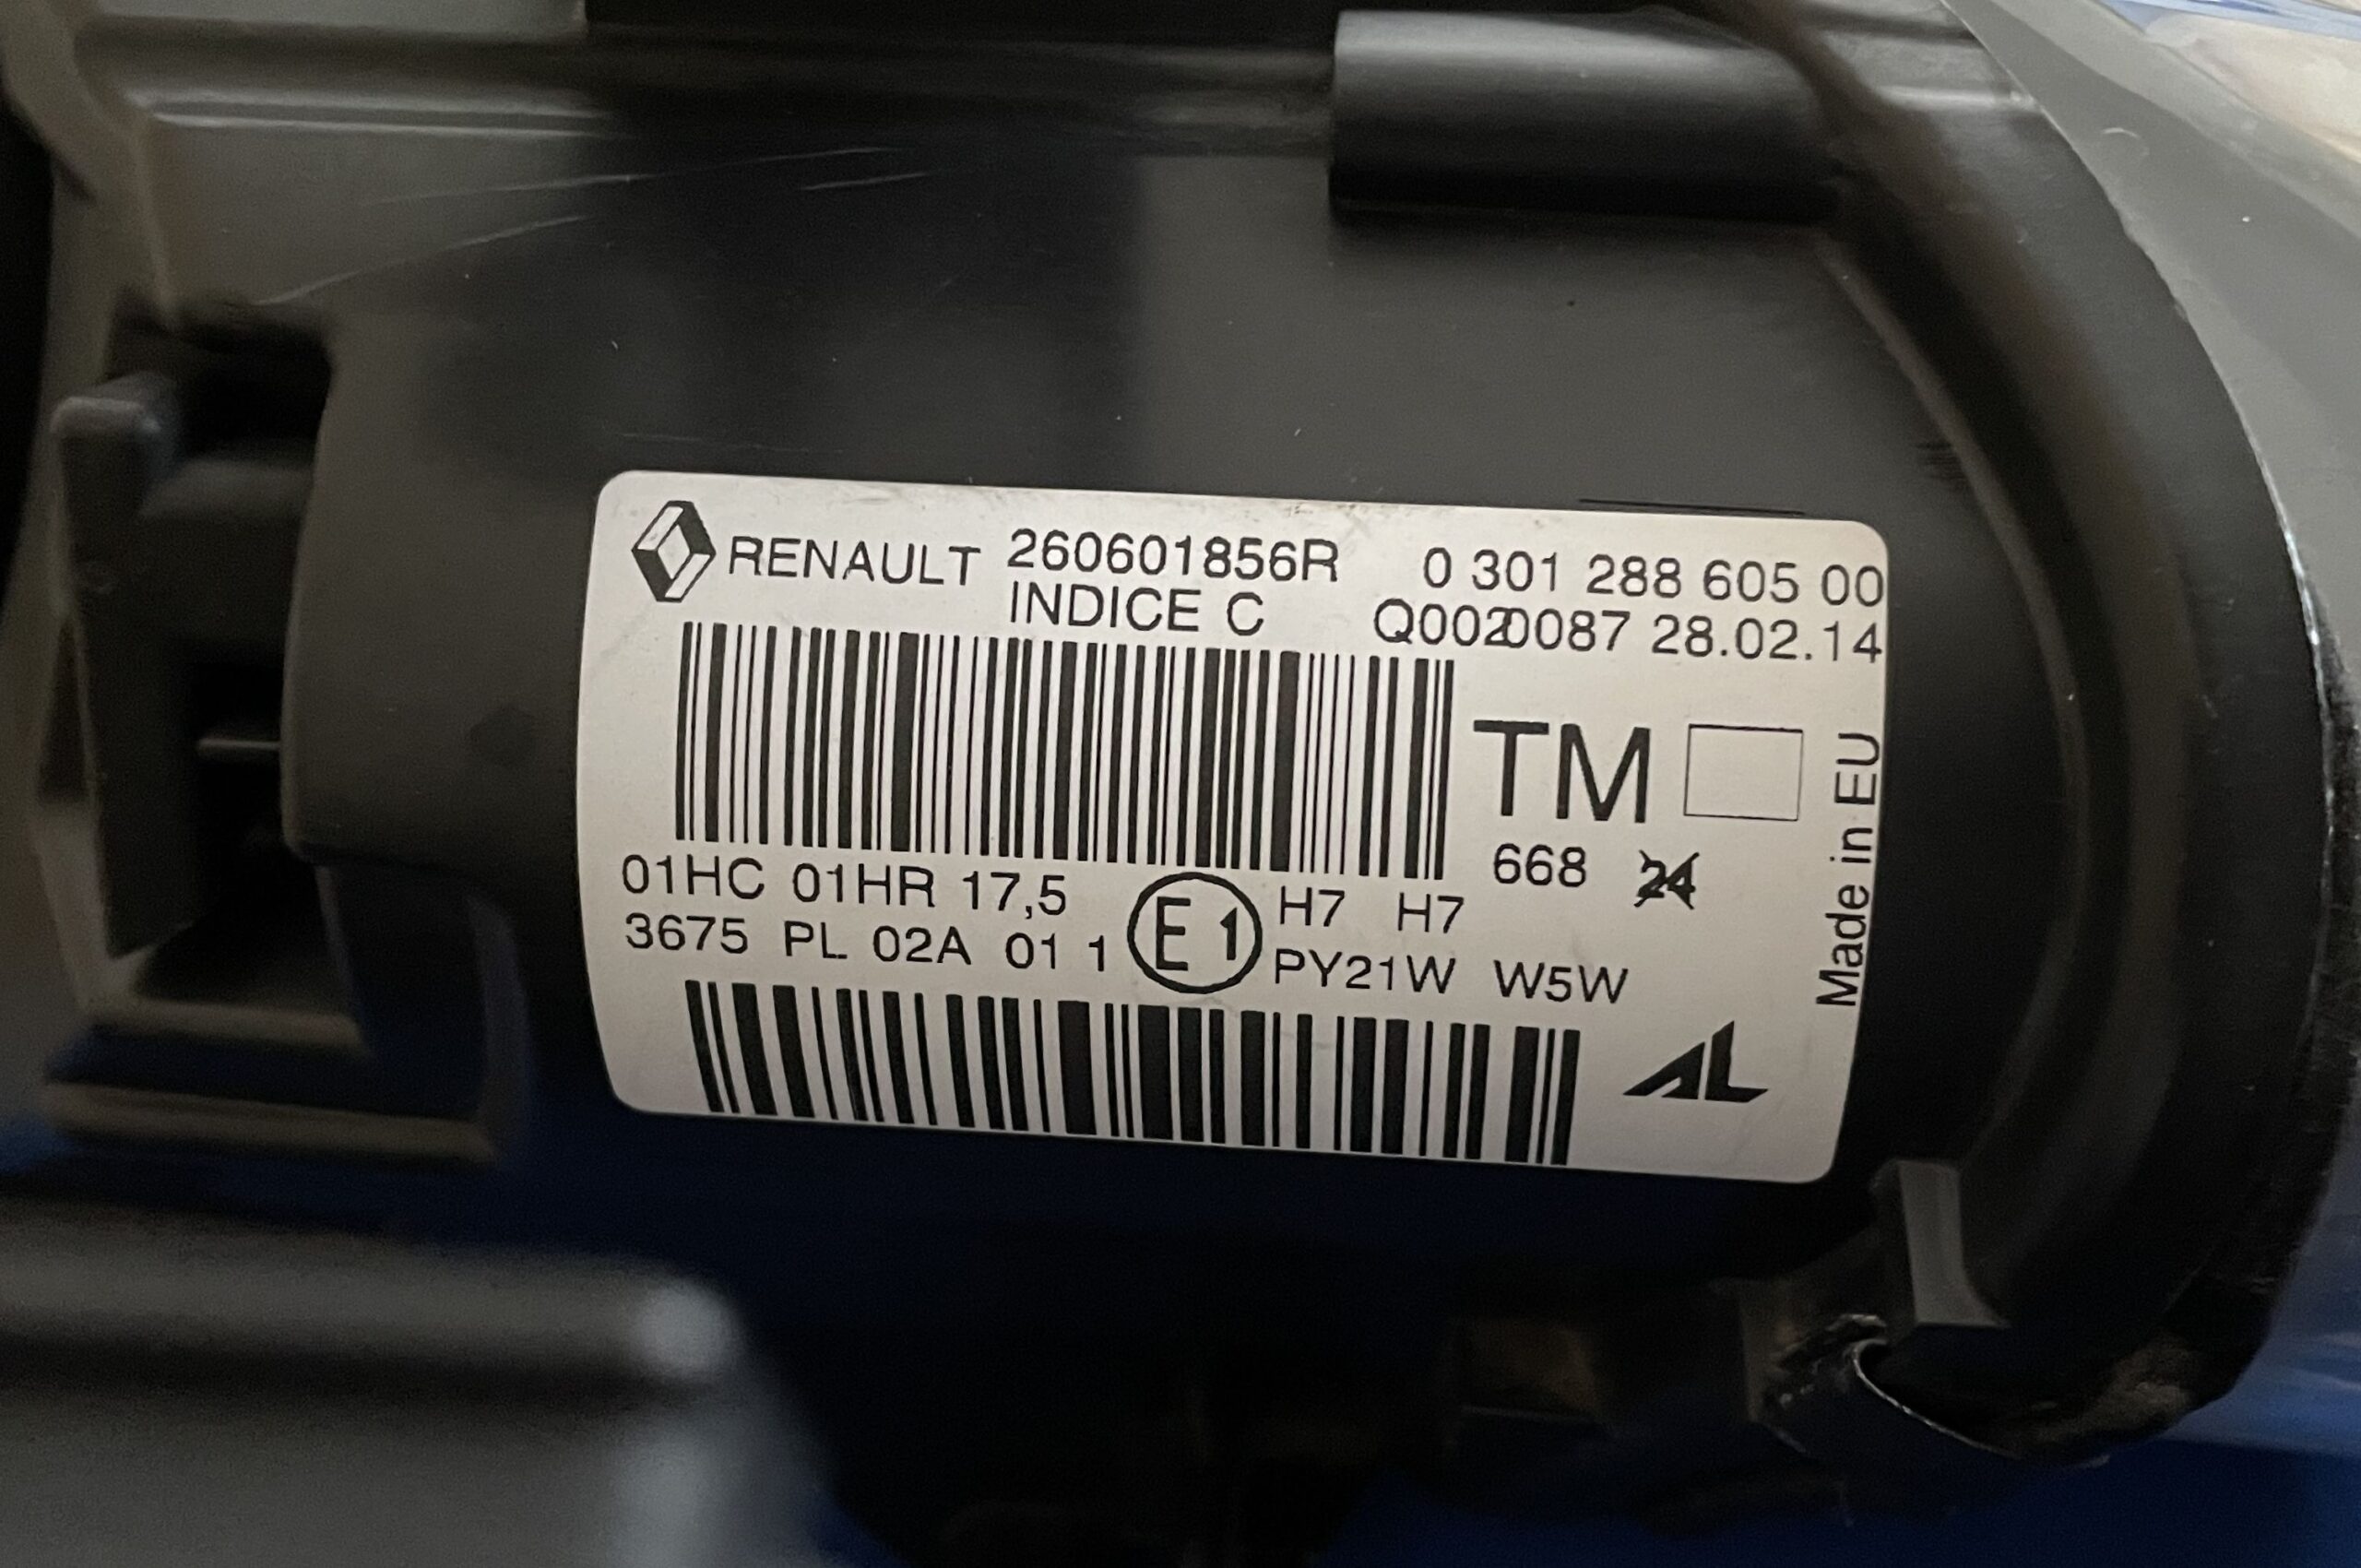 RENAULT 260601856R 0 301 288 605 00
INDICE C Q0020087 28.02.14
TM
668 24
Made in EU
01HC 01HR 17,5
3675 PL 02A 01 1
E1
H7 H7
PY21W W5W
AL